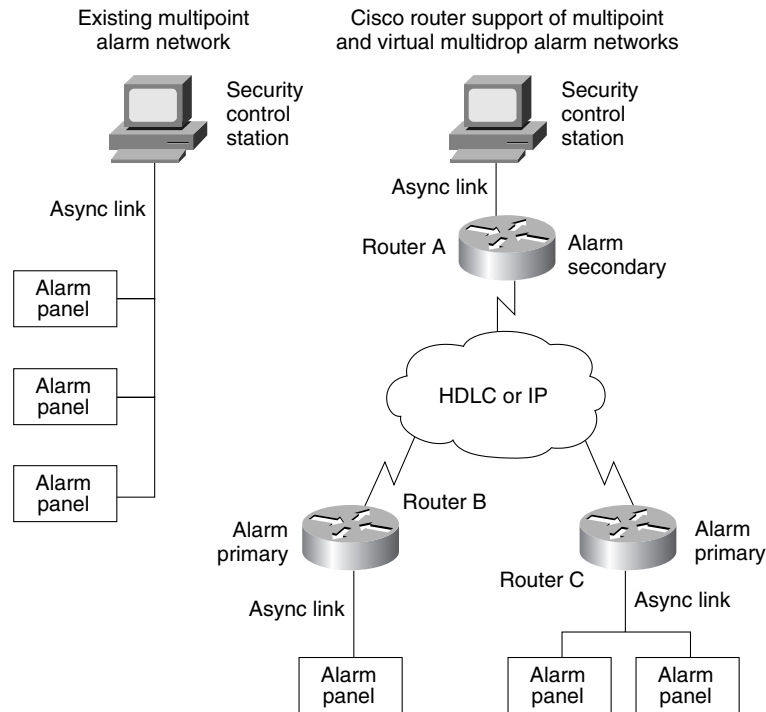 Existing multipoint
alarm network
Security
control
station
Async link
Alarm
panel
Alarm
panel
Alarm
panel
Cisco router support of multipoint
and virtual multidrop alarm networks
Security
control
station
Async link
Router A
Alarm
secondary
HDLC or IP
Router B
Alarm
primary
Async link
Alarm
panel
Alarm
primary
Router C
Async link
Alarm
panel
Alarm
panel